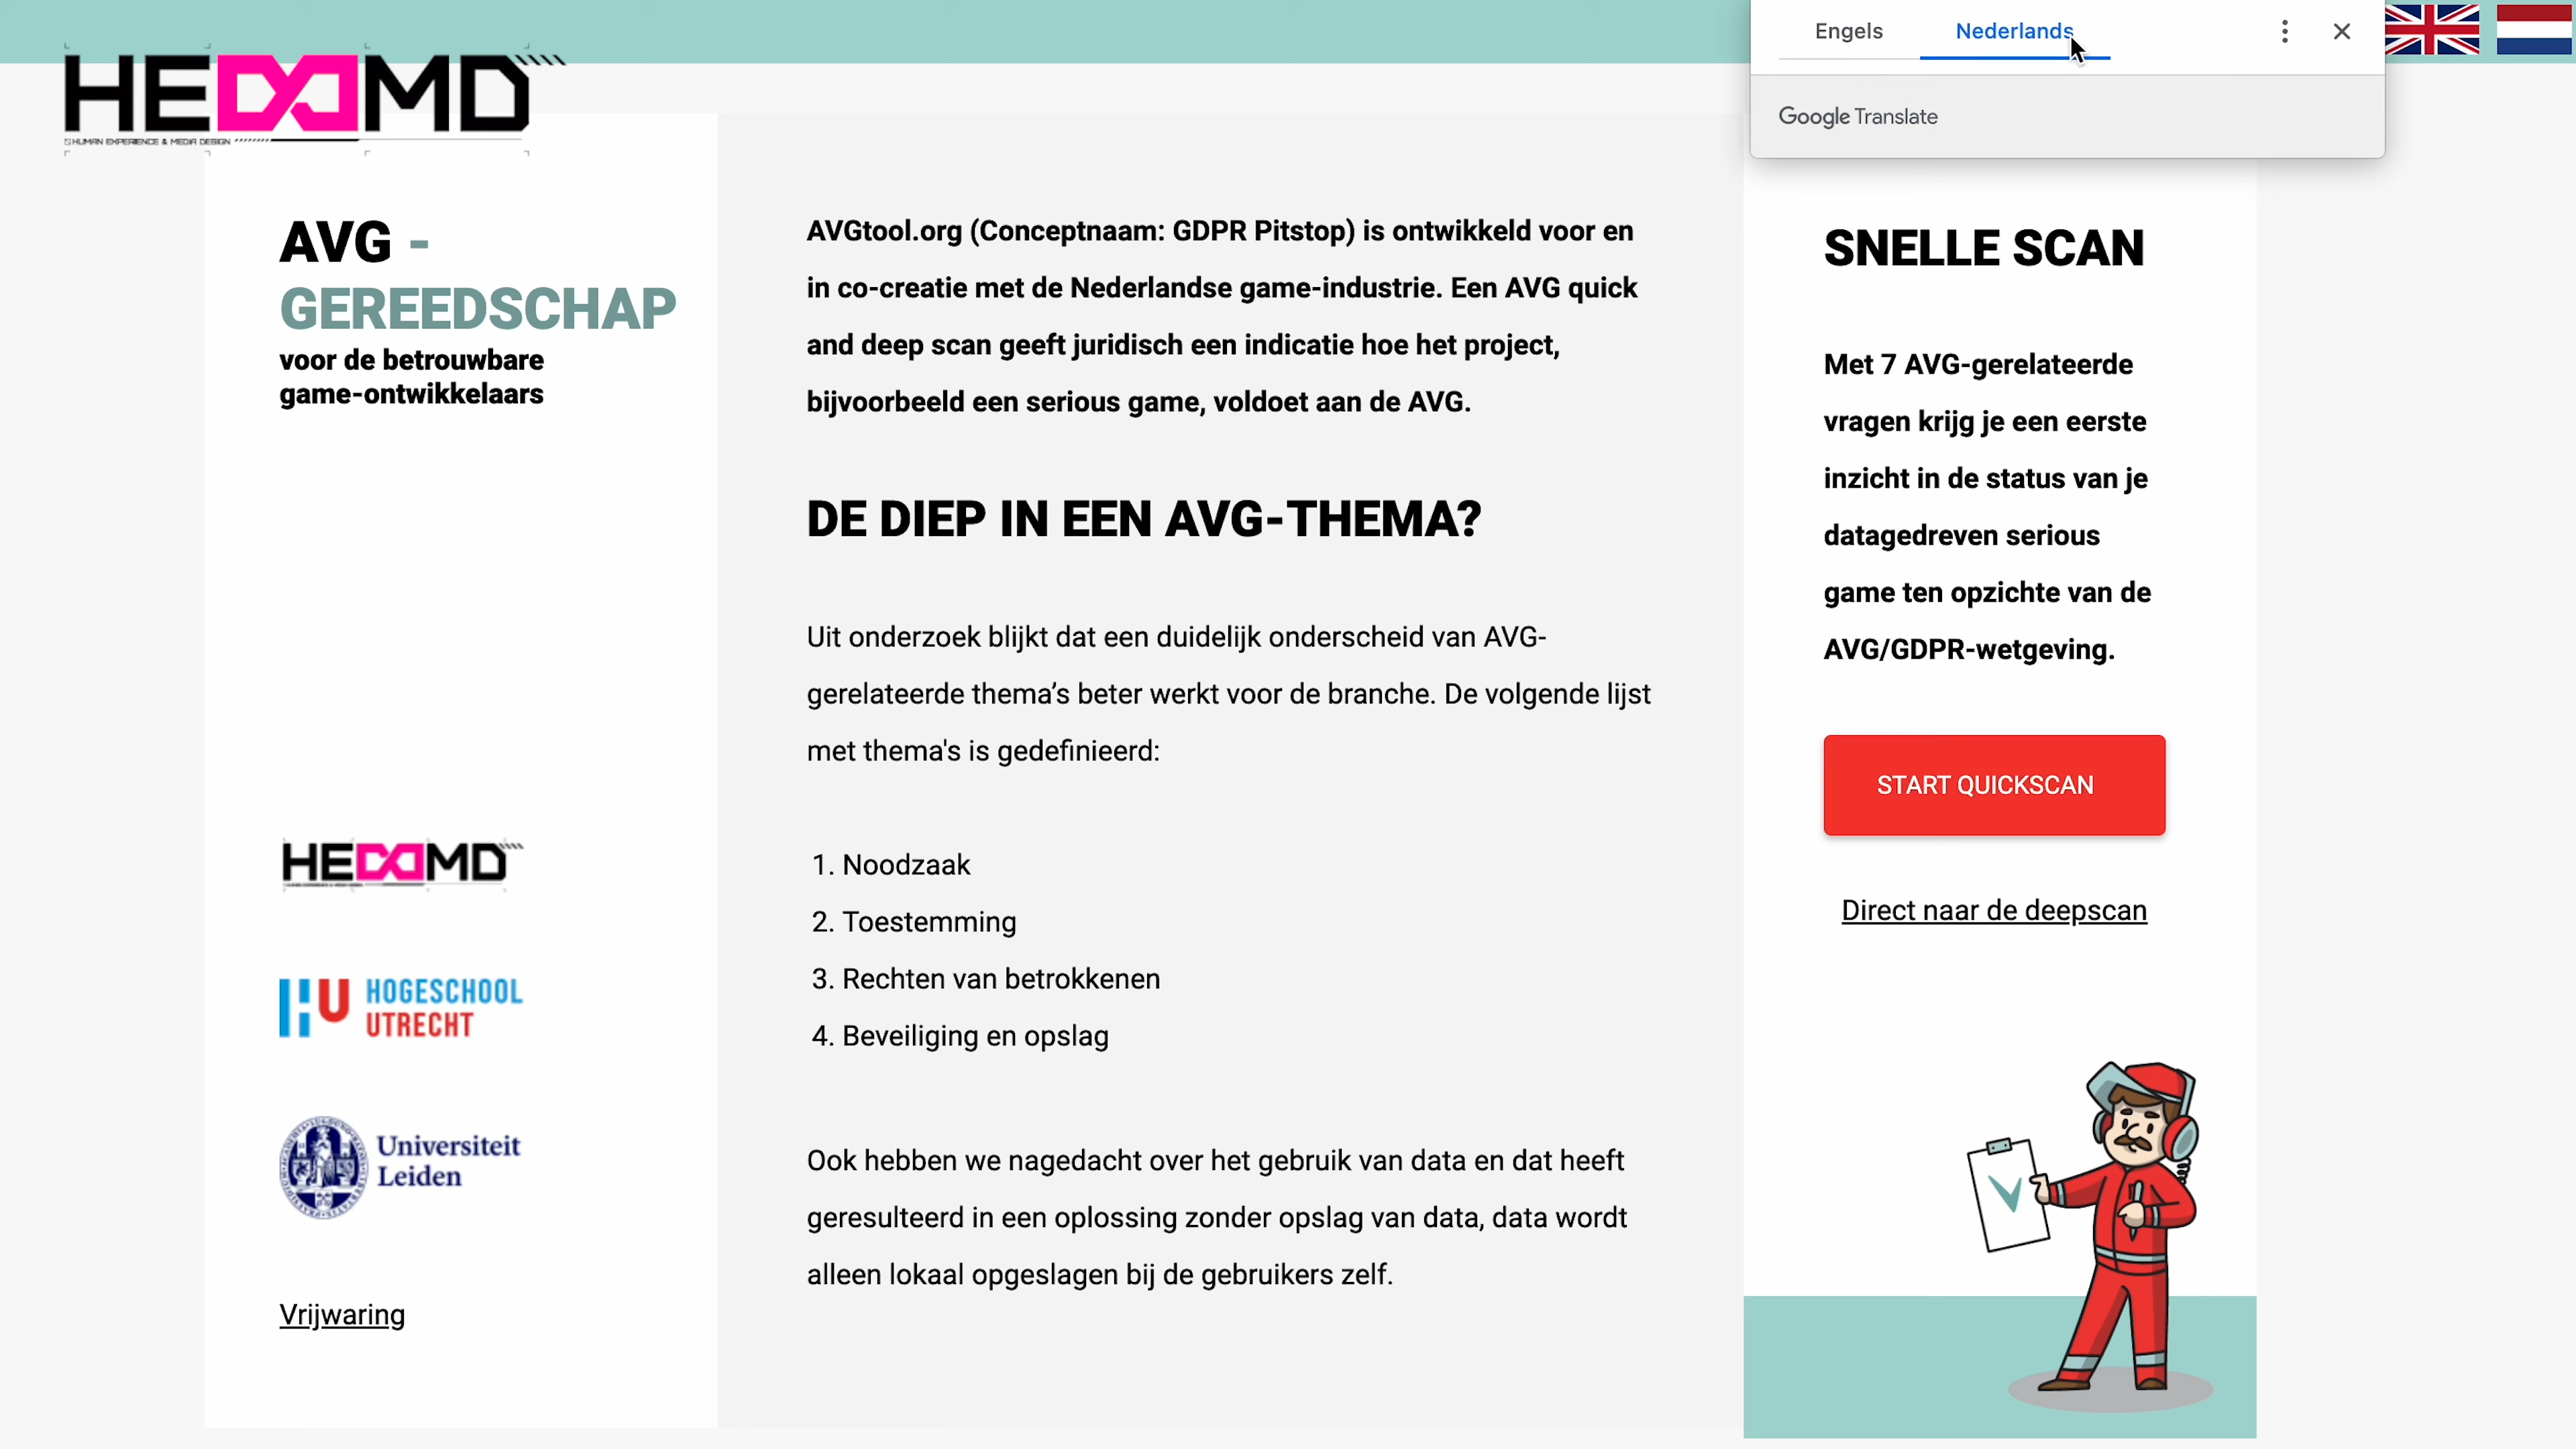 Engels
Nederlands
Google Translate
HEXMD
HUMAN EXPERIENCE & MEDIA DESIGN
AVG -
GEREEDSCHAP
voor de betrouwbare
game-ontwikkelaars
HEXMD
HOGESCHOOL
UTRECHT
Universiteit
Leiden
Vrijwaring
AVGtool.org (Conceptnaam: GDPR Pitstop) is ontwikkeld voor en
in co-creatie met de Nederlandse game-industrie. Een AVG quick
and deep scan geeft juridisch een indicatie hoe het project,
bijvoorbeeld een serious game, voldoet aan de AVG.
DE DIEP IN EEN AVG-THEMA?
Uit onderzoek blijkt dat een duidelijk onderscheid van AVG-
gerelateerde thema’s beter werkt voor de branche. De volgende lijst
met thema's is gedefinieerd:
1. Noodzaak
2. Toestemming
3. Rechten van betrokkenen
4. Beveiliging en opslag
Ook hebben we nagedacht over het gebruik van data en dat heeft
geresulteerd in een oplossing zonder opslag van data, data wordt
alleen lokaal opgeslagen bij de gebruikers zelf.
SNELLE SCAN
Met 7 AVG-gerelateerde
vragen krijg je een eerste
inzicht in de status van je
datagedreven serious
game ten opzichte van de
AVG/GDPR-wetgeving.
START QUICKSCAN
Direct naar de deepscan